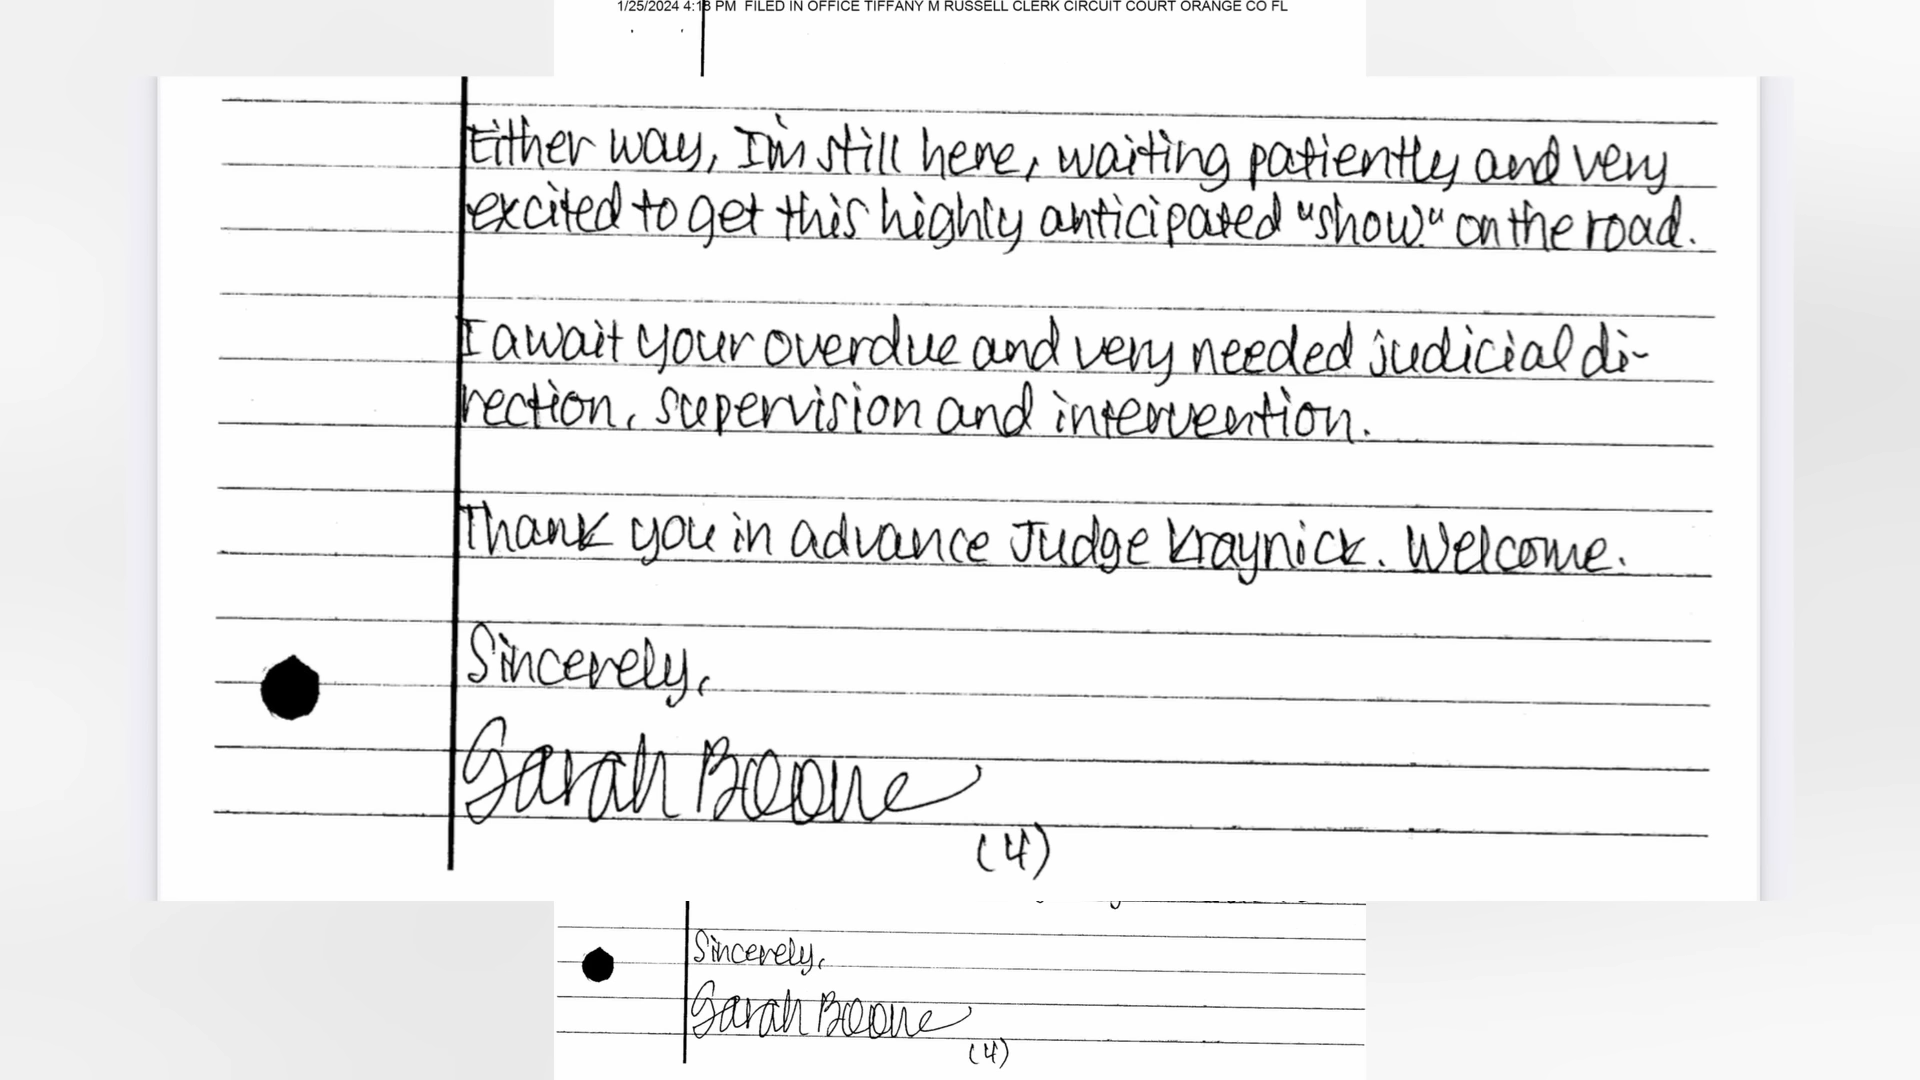 1/25/2024 4:18 PM FILED IN OFFICE TIFFANY M RUSSELL CLERK CIRCUIT COURT ORANGE CO FL
Either way, I'm still here, waiting patiently and very
excited to get this highly anticipated "show" on the road.
I await your overdue and very needed judicial di-
rection, supervision and intervention.
Thank you in advance Judge Kraynick. Welcome.
Sincerely,
Sarah Boone
(4)
Sincerely,
Sarah Boone
(4)